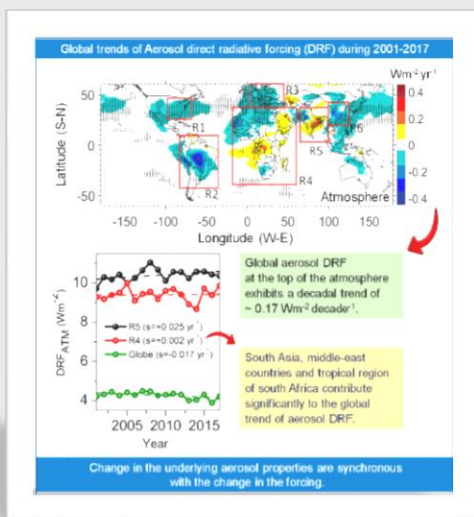 Global trends of Aerosol direct radiative forcing (DRF) during 2001-2017
Wm⁻² yr⁻¹
50
0
50
Latitude (S-N)
R1
R2
R3
R4
R5
R6
Atmosphere
0.4
0.2
0
-0.2
-0.4
-150 -100 -50 0 50 100 150
Longitude (W-E)
Global aerosol DRF
at the top of the atmosphere
exhibits a decadal trend of
~ 0.17 Wm⁻² decade⁻¹.
10
8
6
4
DRF_ATM (Wm⁻²)
R5 (s=+0.025 yr⁻¹)
R4 (s=+0.002 yr⁻¹)
Globe (s=-0.017 yr⁻¹)
2005 2010 2015
Year
South Asia, middle-east
countries and tropical region
of south Africa contribute
significantly to the global
trend of aerosol DRF.
Change in the underlying aerosol properties are synchronous
with the change in the forcing.